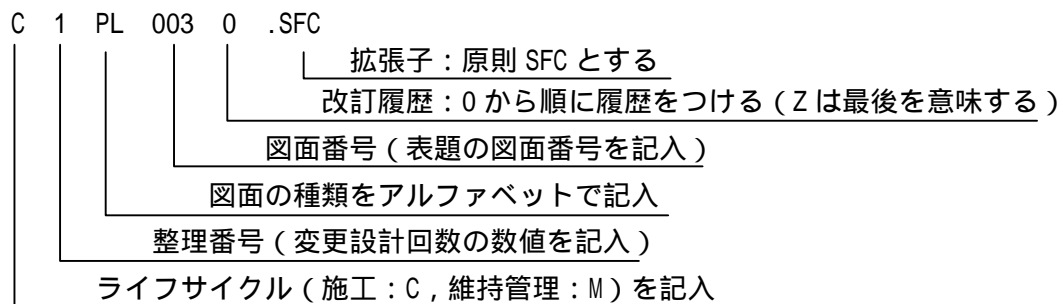 C 1 PL 003 0 .SFC
拡張子：原則 SFC とする
改訂履歴：0 から順に履歴をつける（Z は最後を意味する）
図面番号（表題の図面番号を記入）
図面の種類をアルファベットで記入
整理番号（変更設計回数の数値を記入）
ライフサイクル（施工：C，維持管理：M）を記入